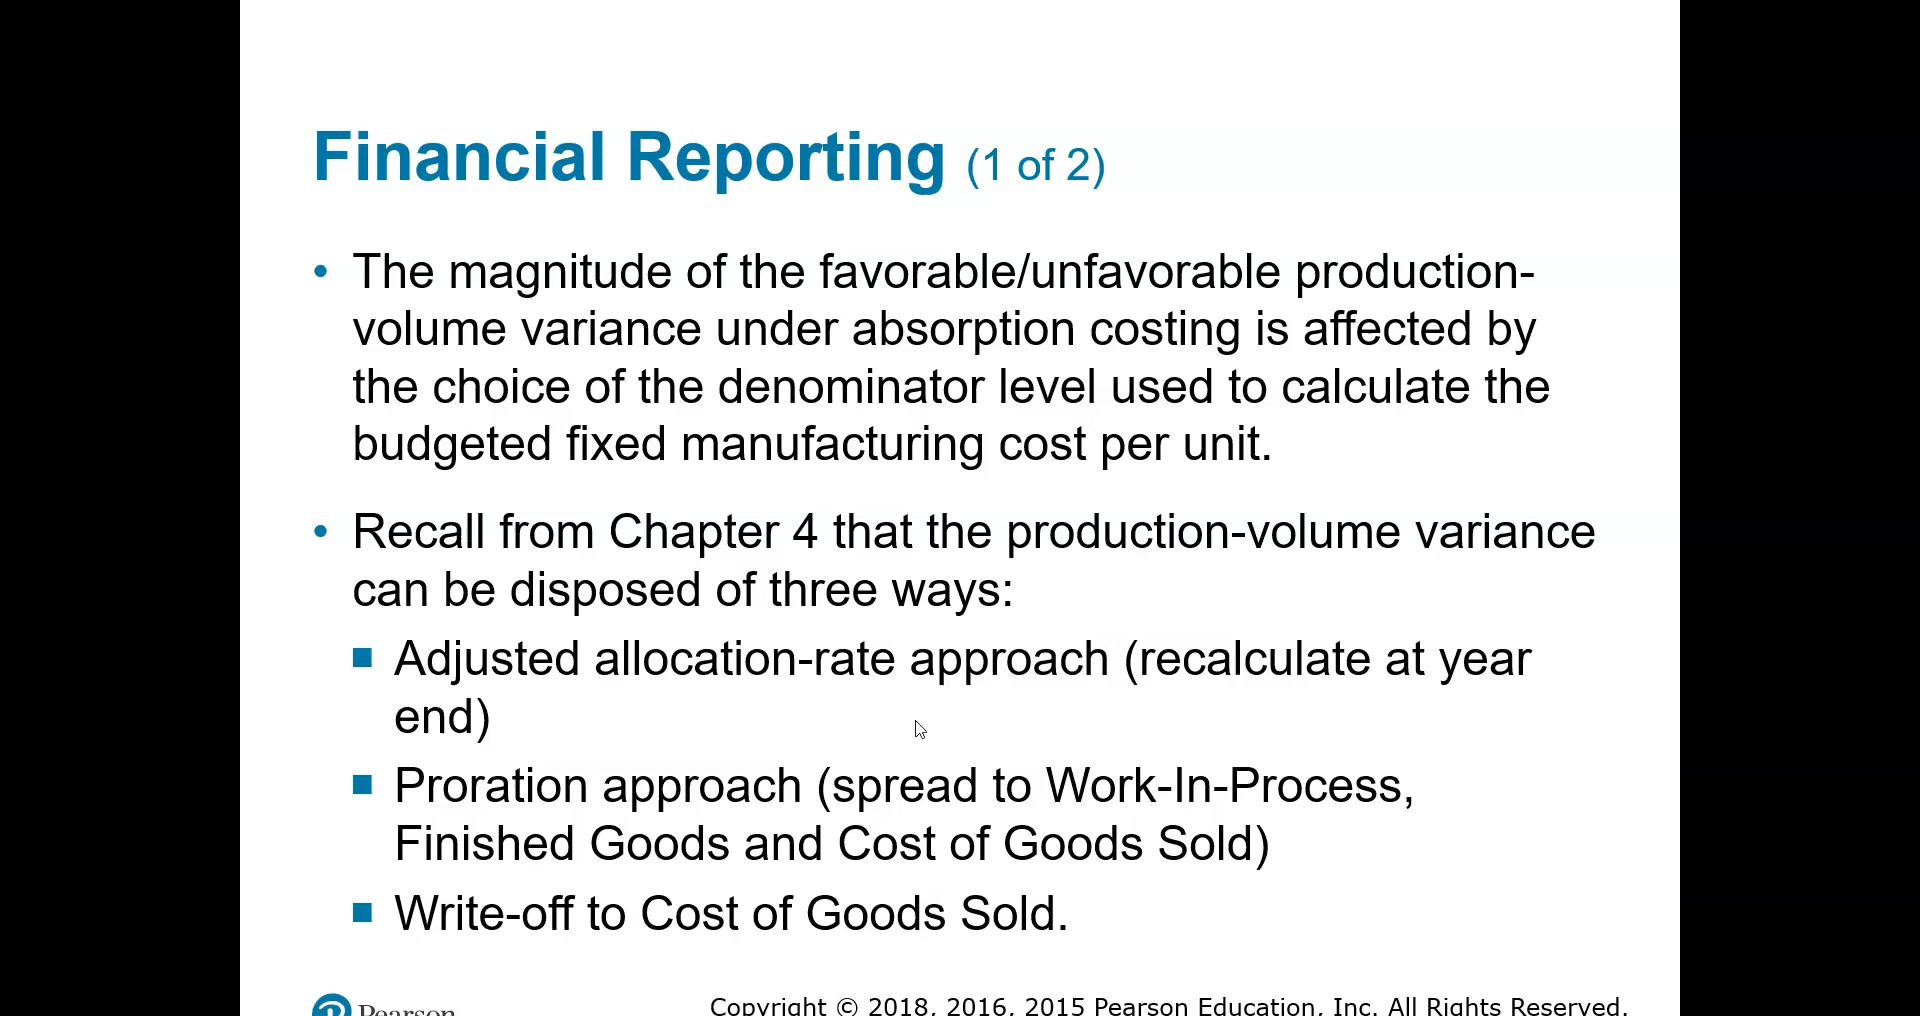 Financial Reporting (1 of 2)
• The magnitude of the favorable/unfavorable production-
volume variance under absorption costing is affected by
the choice of the denominator level used to calculate the
budgeted fixed manufacturing cost per unit.
• Recall from Chapter 4 that the production-volume variance
can be disposed of three ways:
■ Adjusted allocation-rate approach (recalculate at year
end)
■ Proration approach (spread to Work-In-Process,
Finished Goods and Cost of Goods Sold)
■ Write-off to Cost of Goods Sold.
Pearson
Copyright © 2018, 2016, 2015 Pearson Education, Inc. All Rights Reserved.